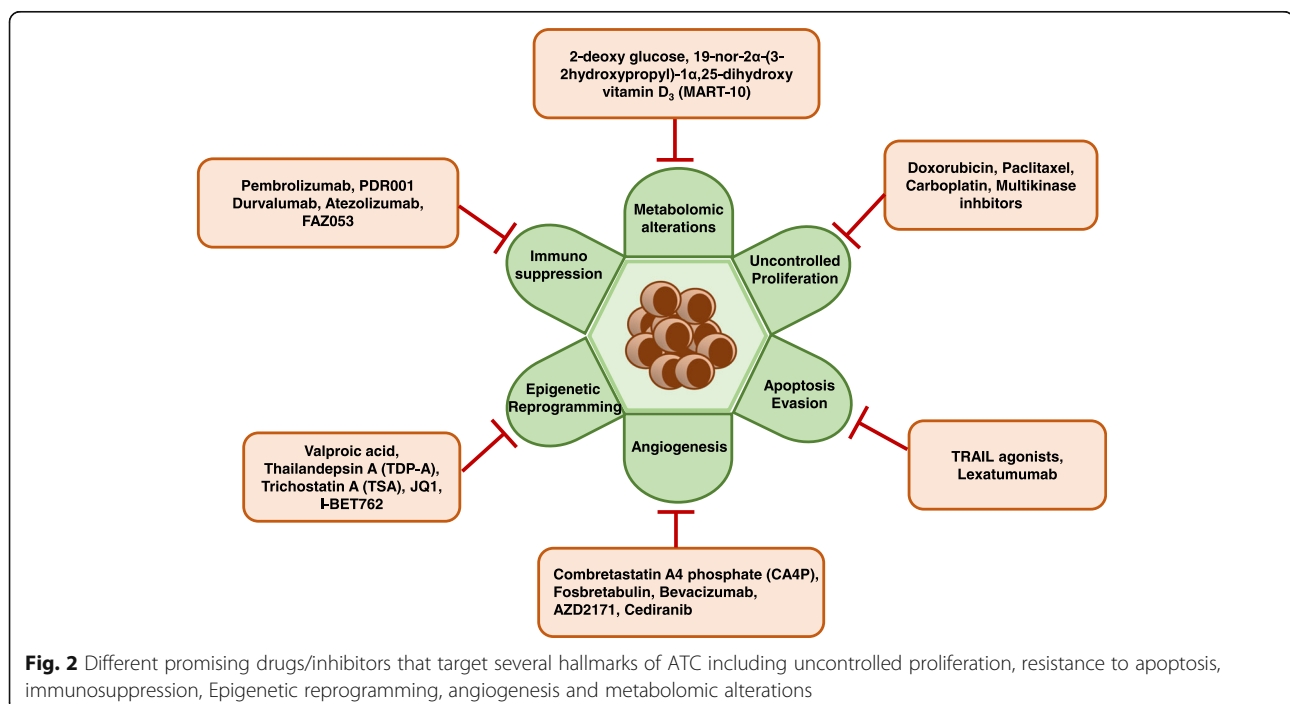 2-deoxy glucose, 19-nor-2α-(3-
2hydroxypropyl)-1α,25-dihydroxy
vitamin D₃ (MART-10)
Pembrolizumab, PDR001
Durvalumab, Atezolizumab,
FAZ053
Doxorubicin, Paclitaxel,
Carboplatin, Multikinase
inhbitors
Metabolomic
alterations
Immuno
suppression
Uncontrolled
Proliferation
Epigenetic
Reprogramming
Apoptosis
Evasion
Angiogenesis
Valproic acid,
Thailandepsin A (TDP-A),
Trichostatin A (TSA), JQ1,
I-BET762
TRAIL agonists,
Lexatumumab
Combretastatin A4 phosphate (CA4P),
Fosbretabulin, Bevacizumab,
AZD2171, Cediranib
Fig. 2 Different promising drugs/inhibitors that target several hallmarks of ATC including uncontrolled proliferation, resistance to apoptosis,
immunosuppression, Epigenetic reprogramming, angiogenesis and metabolomic alterations